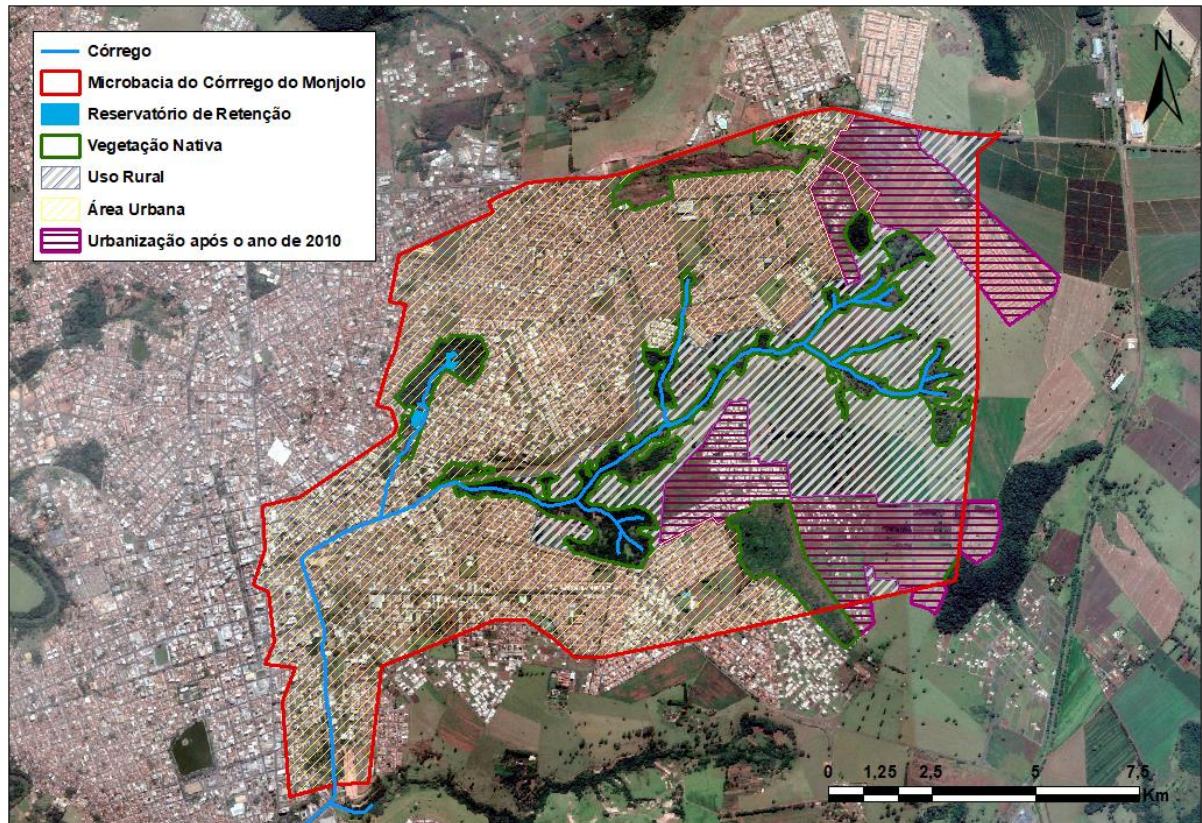 Córrego
Microbacia do Córrrego do Monjolo
Reservatório de Retenção
Vegetação Nativa
Uso Rural
Área Urbana
Urbanização após o ano de 2010
N
0 1,25 2,5 5 7,5
Km